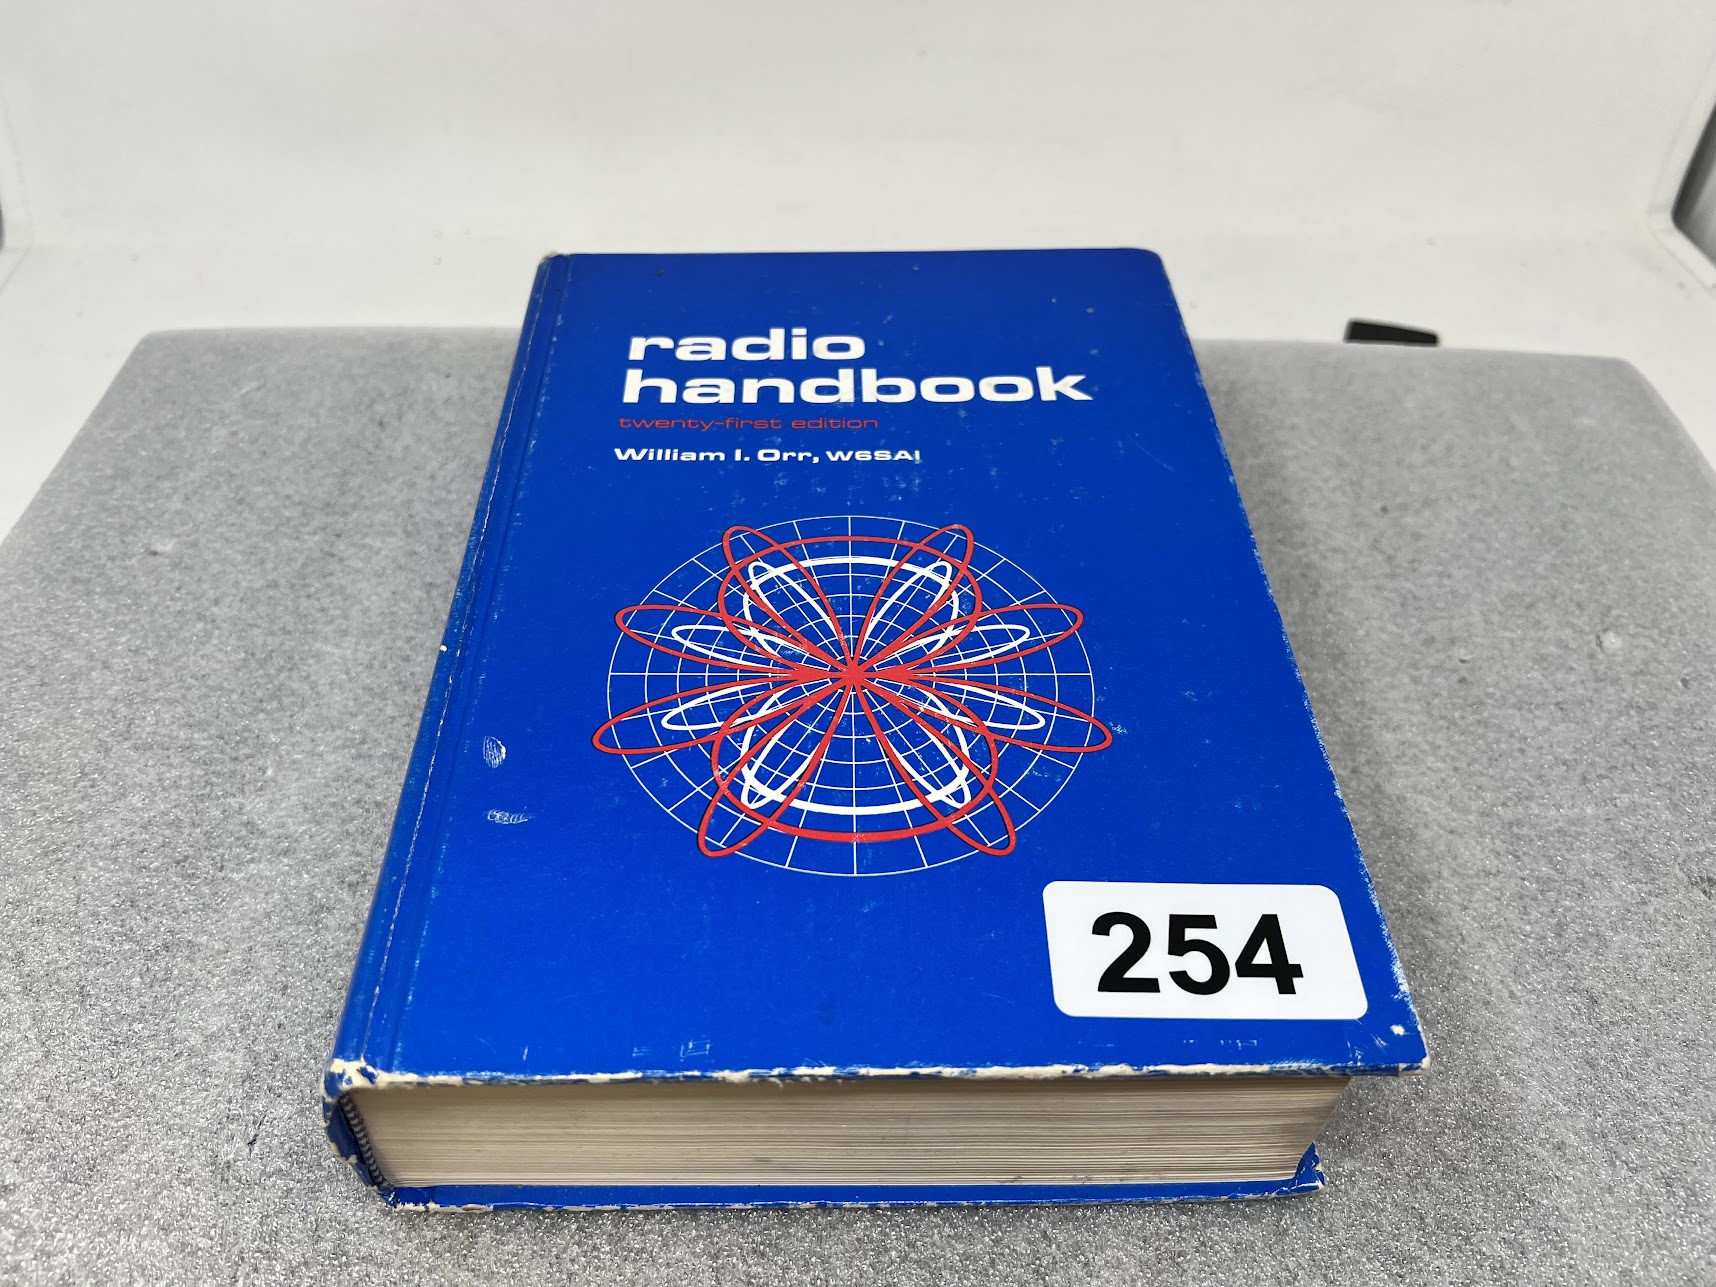 radio
handbook
twenty-first edition
William I. Orr, W6SAI
254